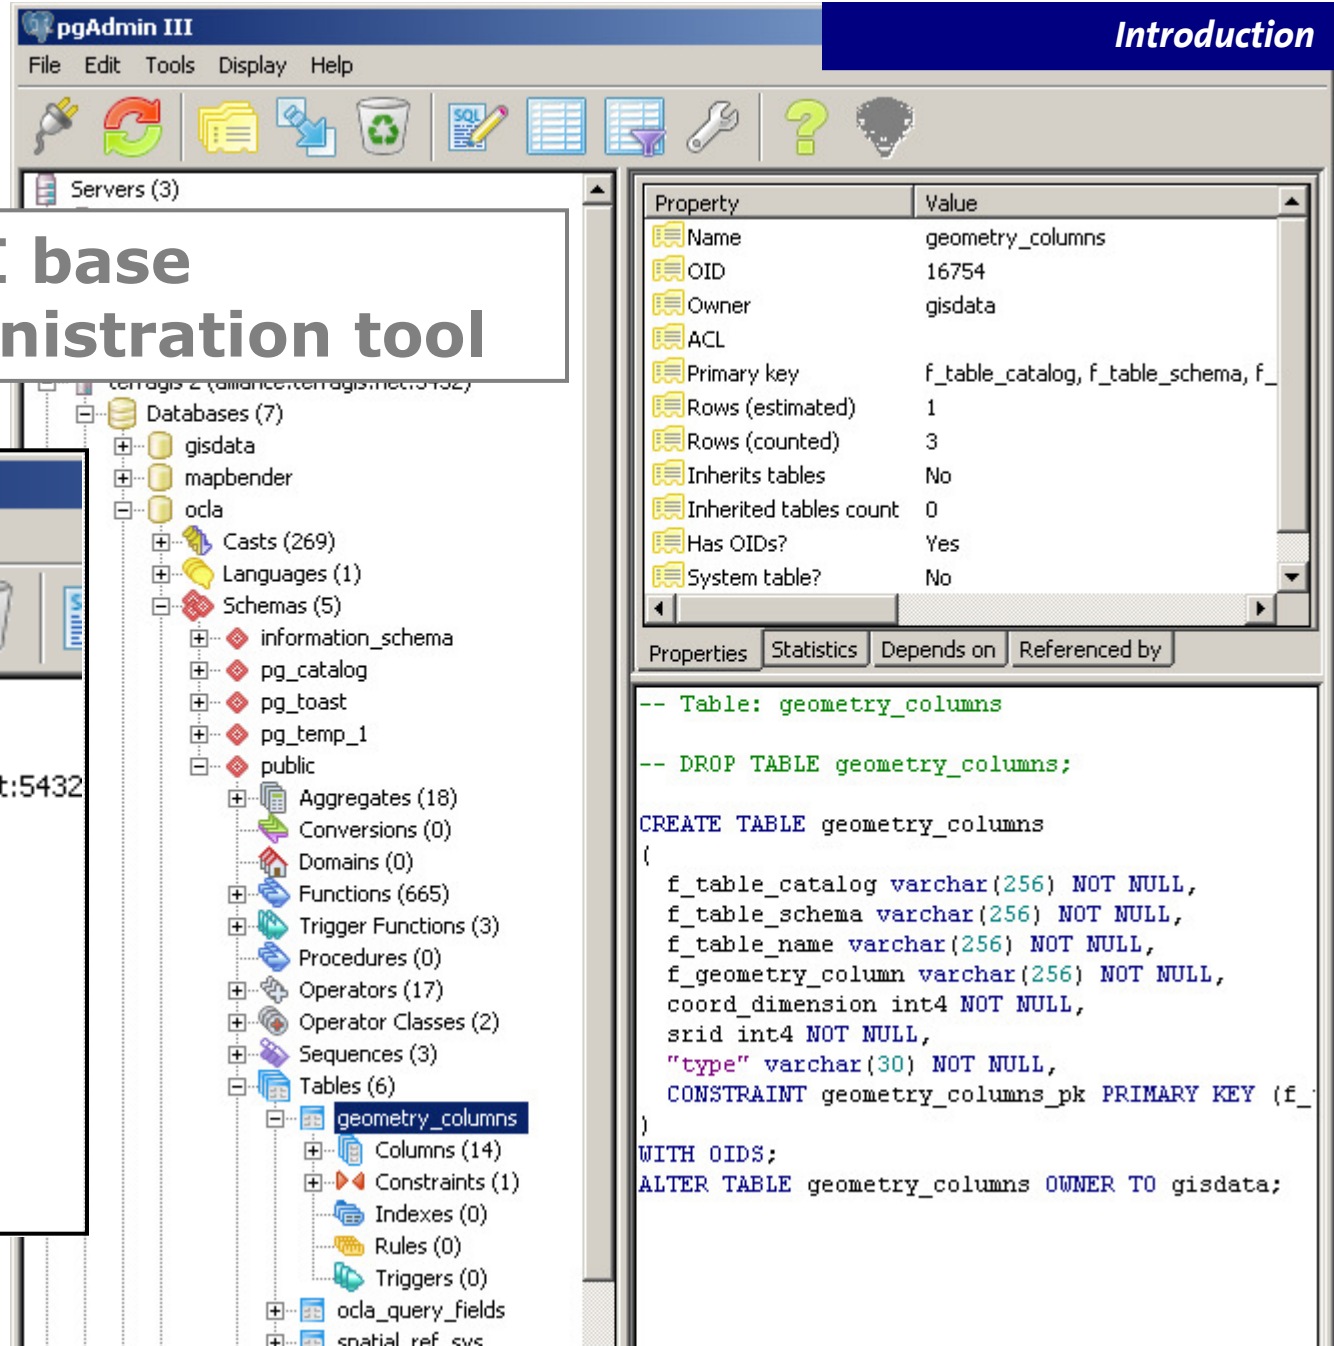 pgAdmin III
Introduction
File Edit Tools Display Help
SQL
Servers (3)
base
nistration tool
terragis 2 (alliance.terragis.net:5432)
Databases (7)
gisdata
mapbender
ocla
Casts (269)
Languages (1)
Schemas (5)
information_schema
pg_catalog
pg_toast
pg_temp_1
public
Aggregates (18)
Conversions (0)
Domains (0)
Functions (665)
Trigger Functions (3)
Procedures (0)
Operators (17)
Operator Classes (2)
Sequences (3)
Tables (6)
geometry_columns
Columns (14)
Constraints (1)
Indexes (0)
Rules (0)
Triggers (0)
ocla_query_fields
spatial_ref_sys
t:5432
Property Value
Name geometry_columns
OID 16754
Owner gisdata
ACL
Primary key f_table_catalog, f_table_schema, f_
Rows (estimated) 1
Rows (counted) 3
Inherits tables No
Inherited tables count 0
Has OIDs? Yes
System table? No
Properties Statistics Depends on Referenced by
-- Table: geometry_columns
-- DROP TABLE geometry_columns;
CREATE TABLE geometry_columns
(
f_table_catalog varchar(256) NOT NULL,
f_table_schema varchar(256) NOT NULL,
f_table_name varchar(256) NOT NULL,
f_geometry_column varchar(256) NOT NULL,
coord_dimension int4 NOT NULL,
srid int4 NOT NULL,
"type" varchar(30) NOT NULL,
CONSTRAINT geometry_columns_pk PRIMARY KEY (f_
)
WITH OIDS;
ALTER TABLE geometry_columns OWNER TO gisdata;